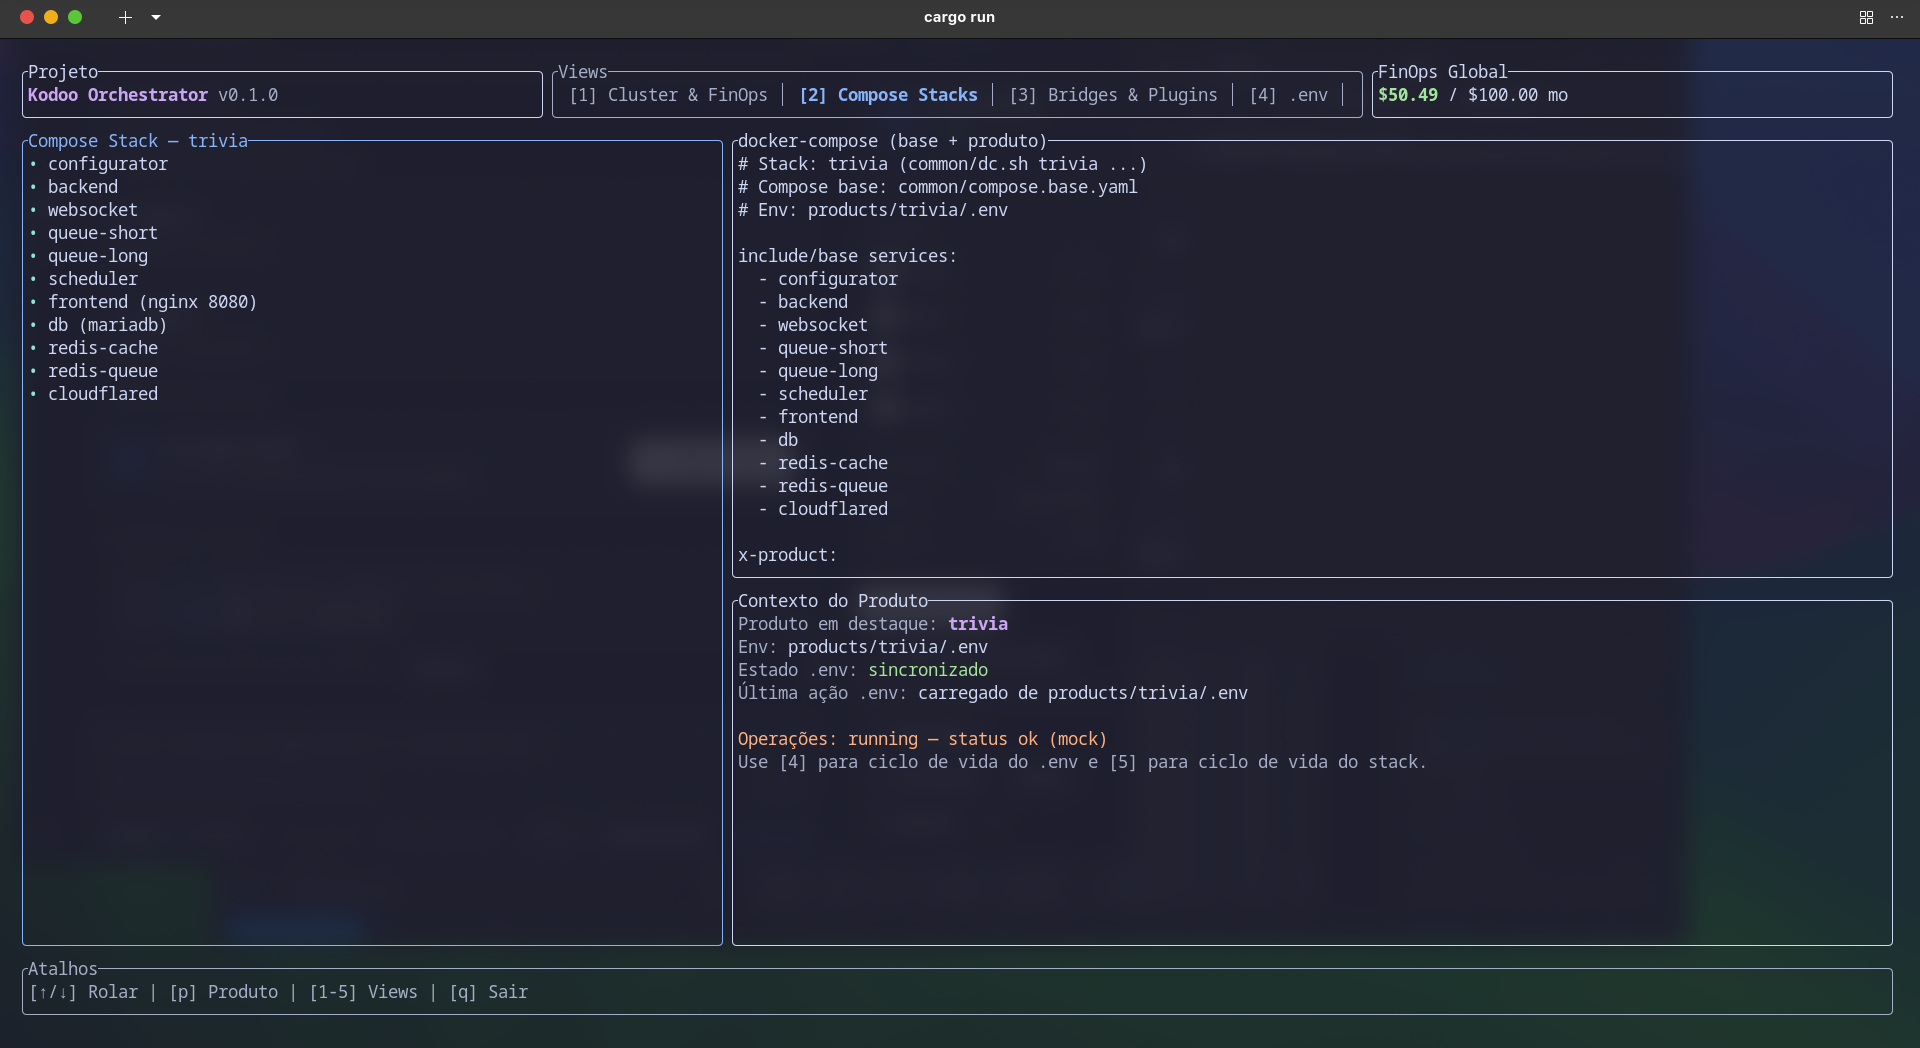 cargo run
Projeto
Kodoo Orchestrator v0.1.0
Views
[1] Cluster & FinOps │ [2] Compose Stacks │ [3] Bridges & Plugins │ [4] .env │
FinOps Global
$50.49 / $100.00 mo
Compose Stack — trivia
• configurator
• backend
• websocket
• queue-short
• queue-long
• scheduler
• frontend (nginx 8080)
• db (mariadb)
• redis-cache
• redis-queue
• cloudflared
docker-compose (base + produto)
# Stack: trivia (common/dc.sh trivia ...)
# Compose base: common/compose.base.yaml
# Env: products/trivia/.env
include/base services:
- configurator
- backend
- websocket
- queue-short
- queue-long
- scheduler
- frontend
- db
- redis-cache
- redis-queue
- cloudflared
x-product:
Contexto do Produto
Produto em destaque: trivia
Env: products/trivia/.env
Estado .env: sincronizado
Última ação .env: carregado de products/trivia/.env
Operações: running — status ok (mock)
Use [4] para ciclo de vida do .env e [5] para ciclo de vida do stack.
Atalhos
[↑/↓] Rolar | [p] Produto | [1-5] Views | [q] Sair